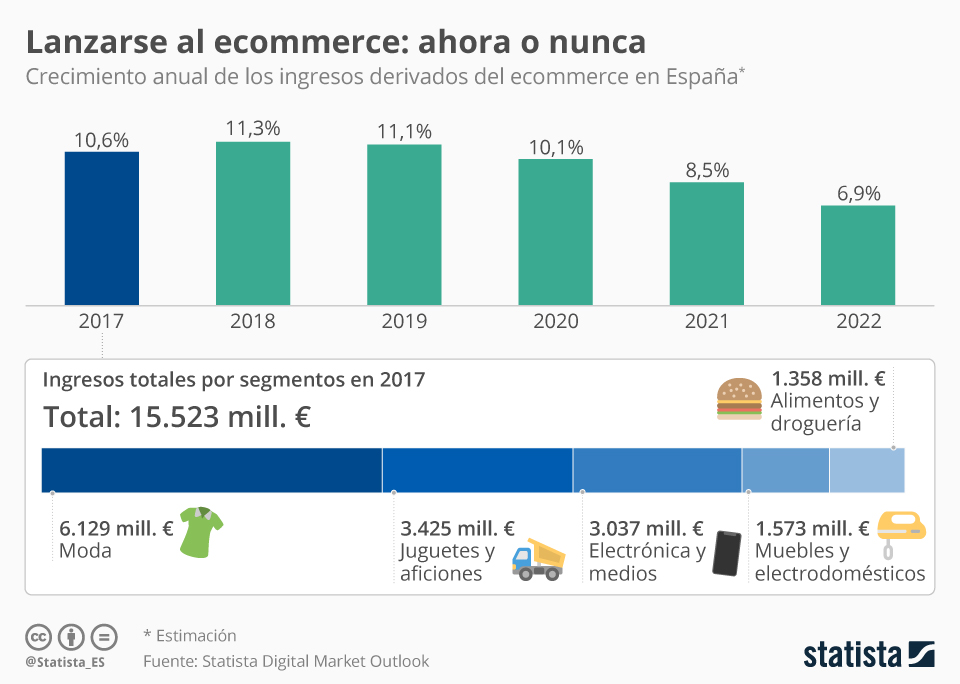 Lanzarse al ecommerce: ahora o nunca
Crecimiento anual de los ingresos derivados del ecommerce en España*
10,6%
11,3%
11,1%
10,1%
8,5%
6,9%
2017
2018
2019
2020
2021
2022
Ingresos totales por segmentos en 2017
Total: 15.523 mill. €
1.358 mill. €
Alimentos y
droguería
6.129 mill. €
Moda
3.425 mill. €
Juguetes y
aficiones
3.037 mill. €
Electrónica y
medios
1.573 mill. €
Muebles y
electrodomésticos
cc
@Statista_ES
* Estimación
Fuente: Statista Digital Market Outlook
statista